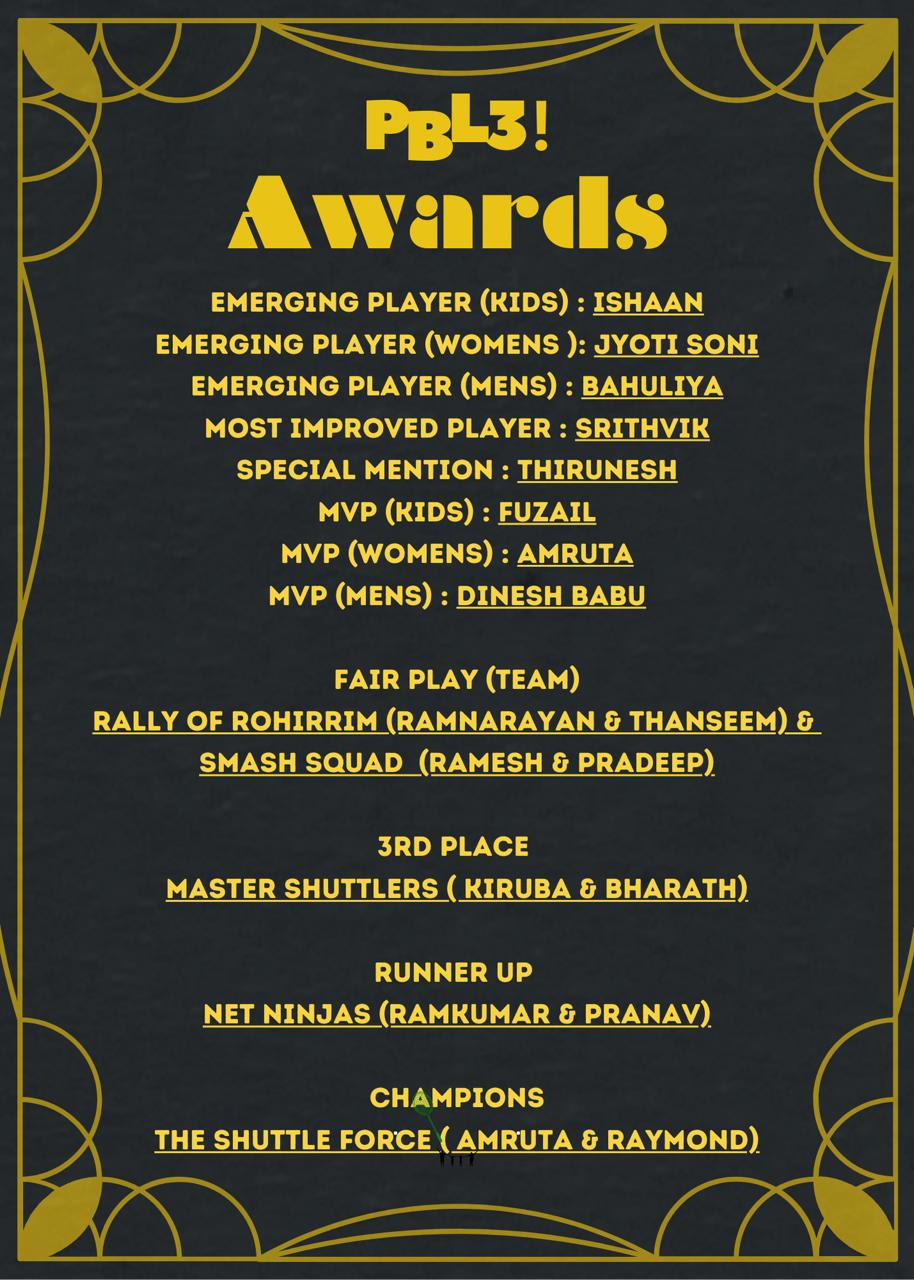 PBL3!
Awards
EMERGING PLAYER (KIDS) : ISHAAN
EMERGING PLAYER (WOMENS ): JYOTI SONI
EMERGING PLAYER (MENS) : BAHULIYA
MOST IMPROVED PLAYER : SRITHVIK
SPECIAL MENTION : THIRUNESH
MVP (KIDS) : FUZAIL
MVP (WOMENS) : AMRUTA
MVP (MENS) : DINESH BABU
FAIR PLAY (TEAM)
RALLY OF ROHIRRIM (RAMNARAYAN & THANSEEM) &
SMASH SQUAD  (RAMESH & PRADEEP)
3RD PLACE
MASTER SHUTTLERS ( KIRUBA & BHARATH)
RUNNER UP
NET NINJAS (RAMKUMAR & PRANAV)
CHAMPIONS
THE SHUTTLE FORCE ( AMRUTA & RAYMOND)